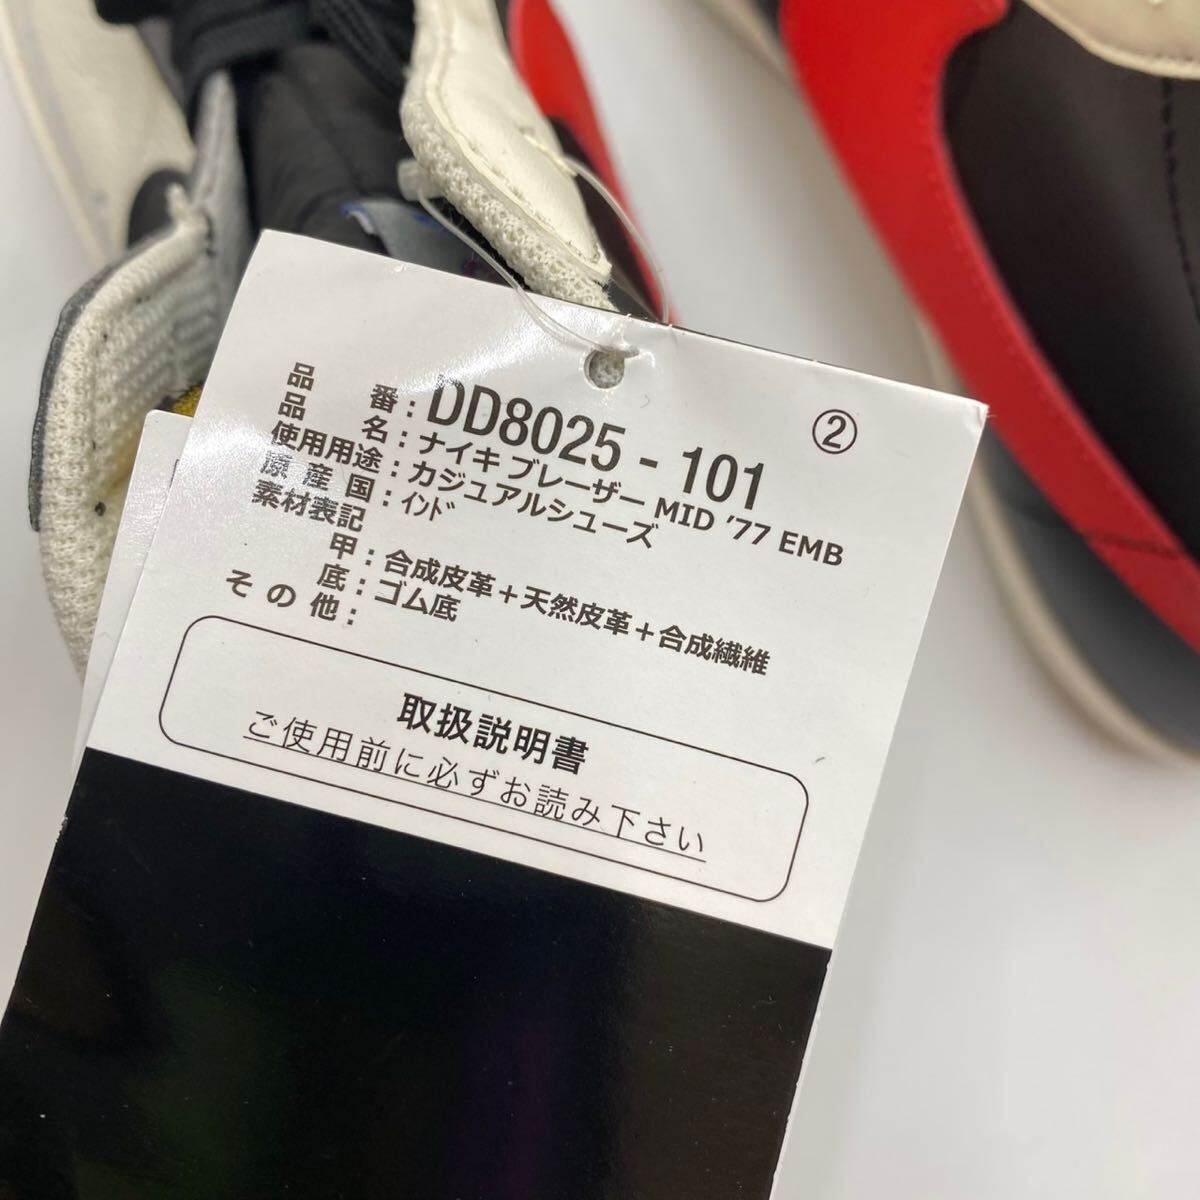 品番：DD8025 - 101 ②
品名：ナイキ ブレーザー MID '77 EMB
使用用途：カジュアルシューズ
原産国：ｲﾝﾄﾞ
素材表記
甲：合成皮革＋天然皮革＋合成繊維
底：ゴム底
その他：
取扱説明書
ご使用前に必ずお読み下さい